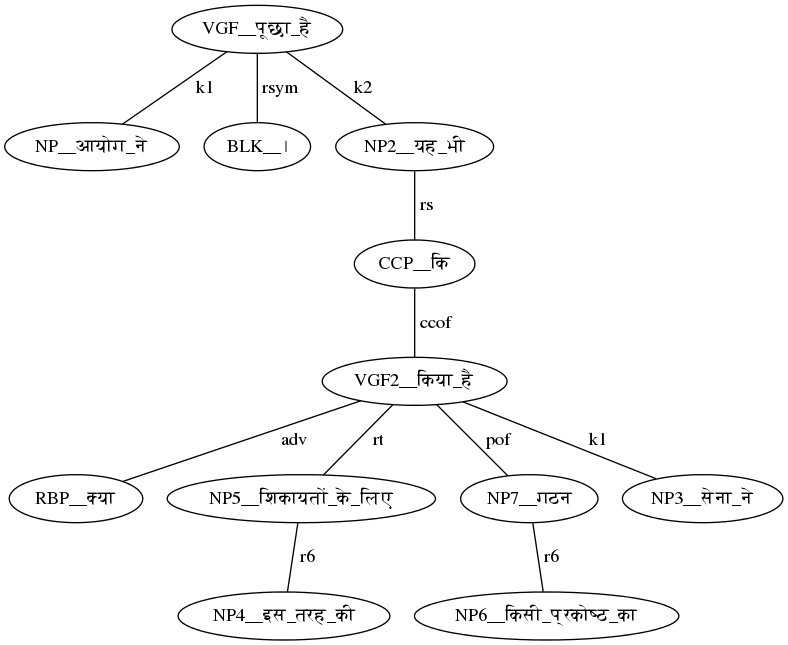 VGF__पूछा_है
k1 rsym k2
NP__आयोग_ने BLK__। NP2__यह_भी
rs
CCP__कि
ccof
VGF2__किया_है
adv rt pof k1
RBP__क्या NP5__शिकायतों_के_लिए NP7__गठन NP3__सेना_ने
r6 r6
NP4__इस_तरह_की NP6__किसी_प्रकोष्ठ_का